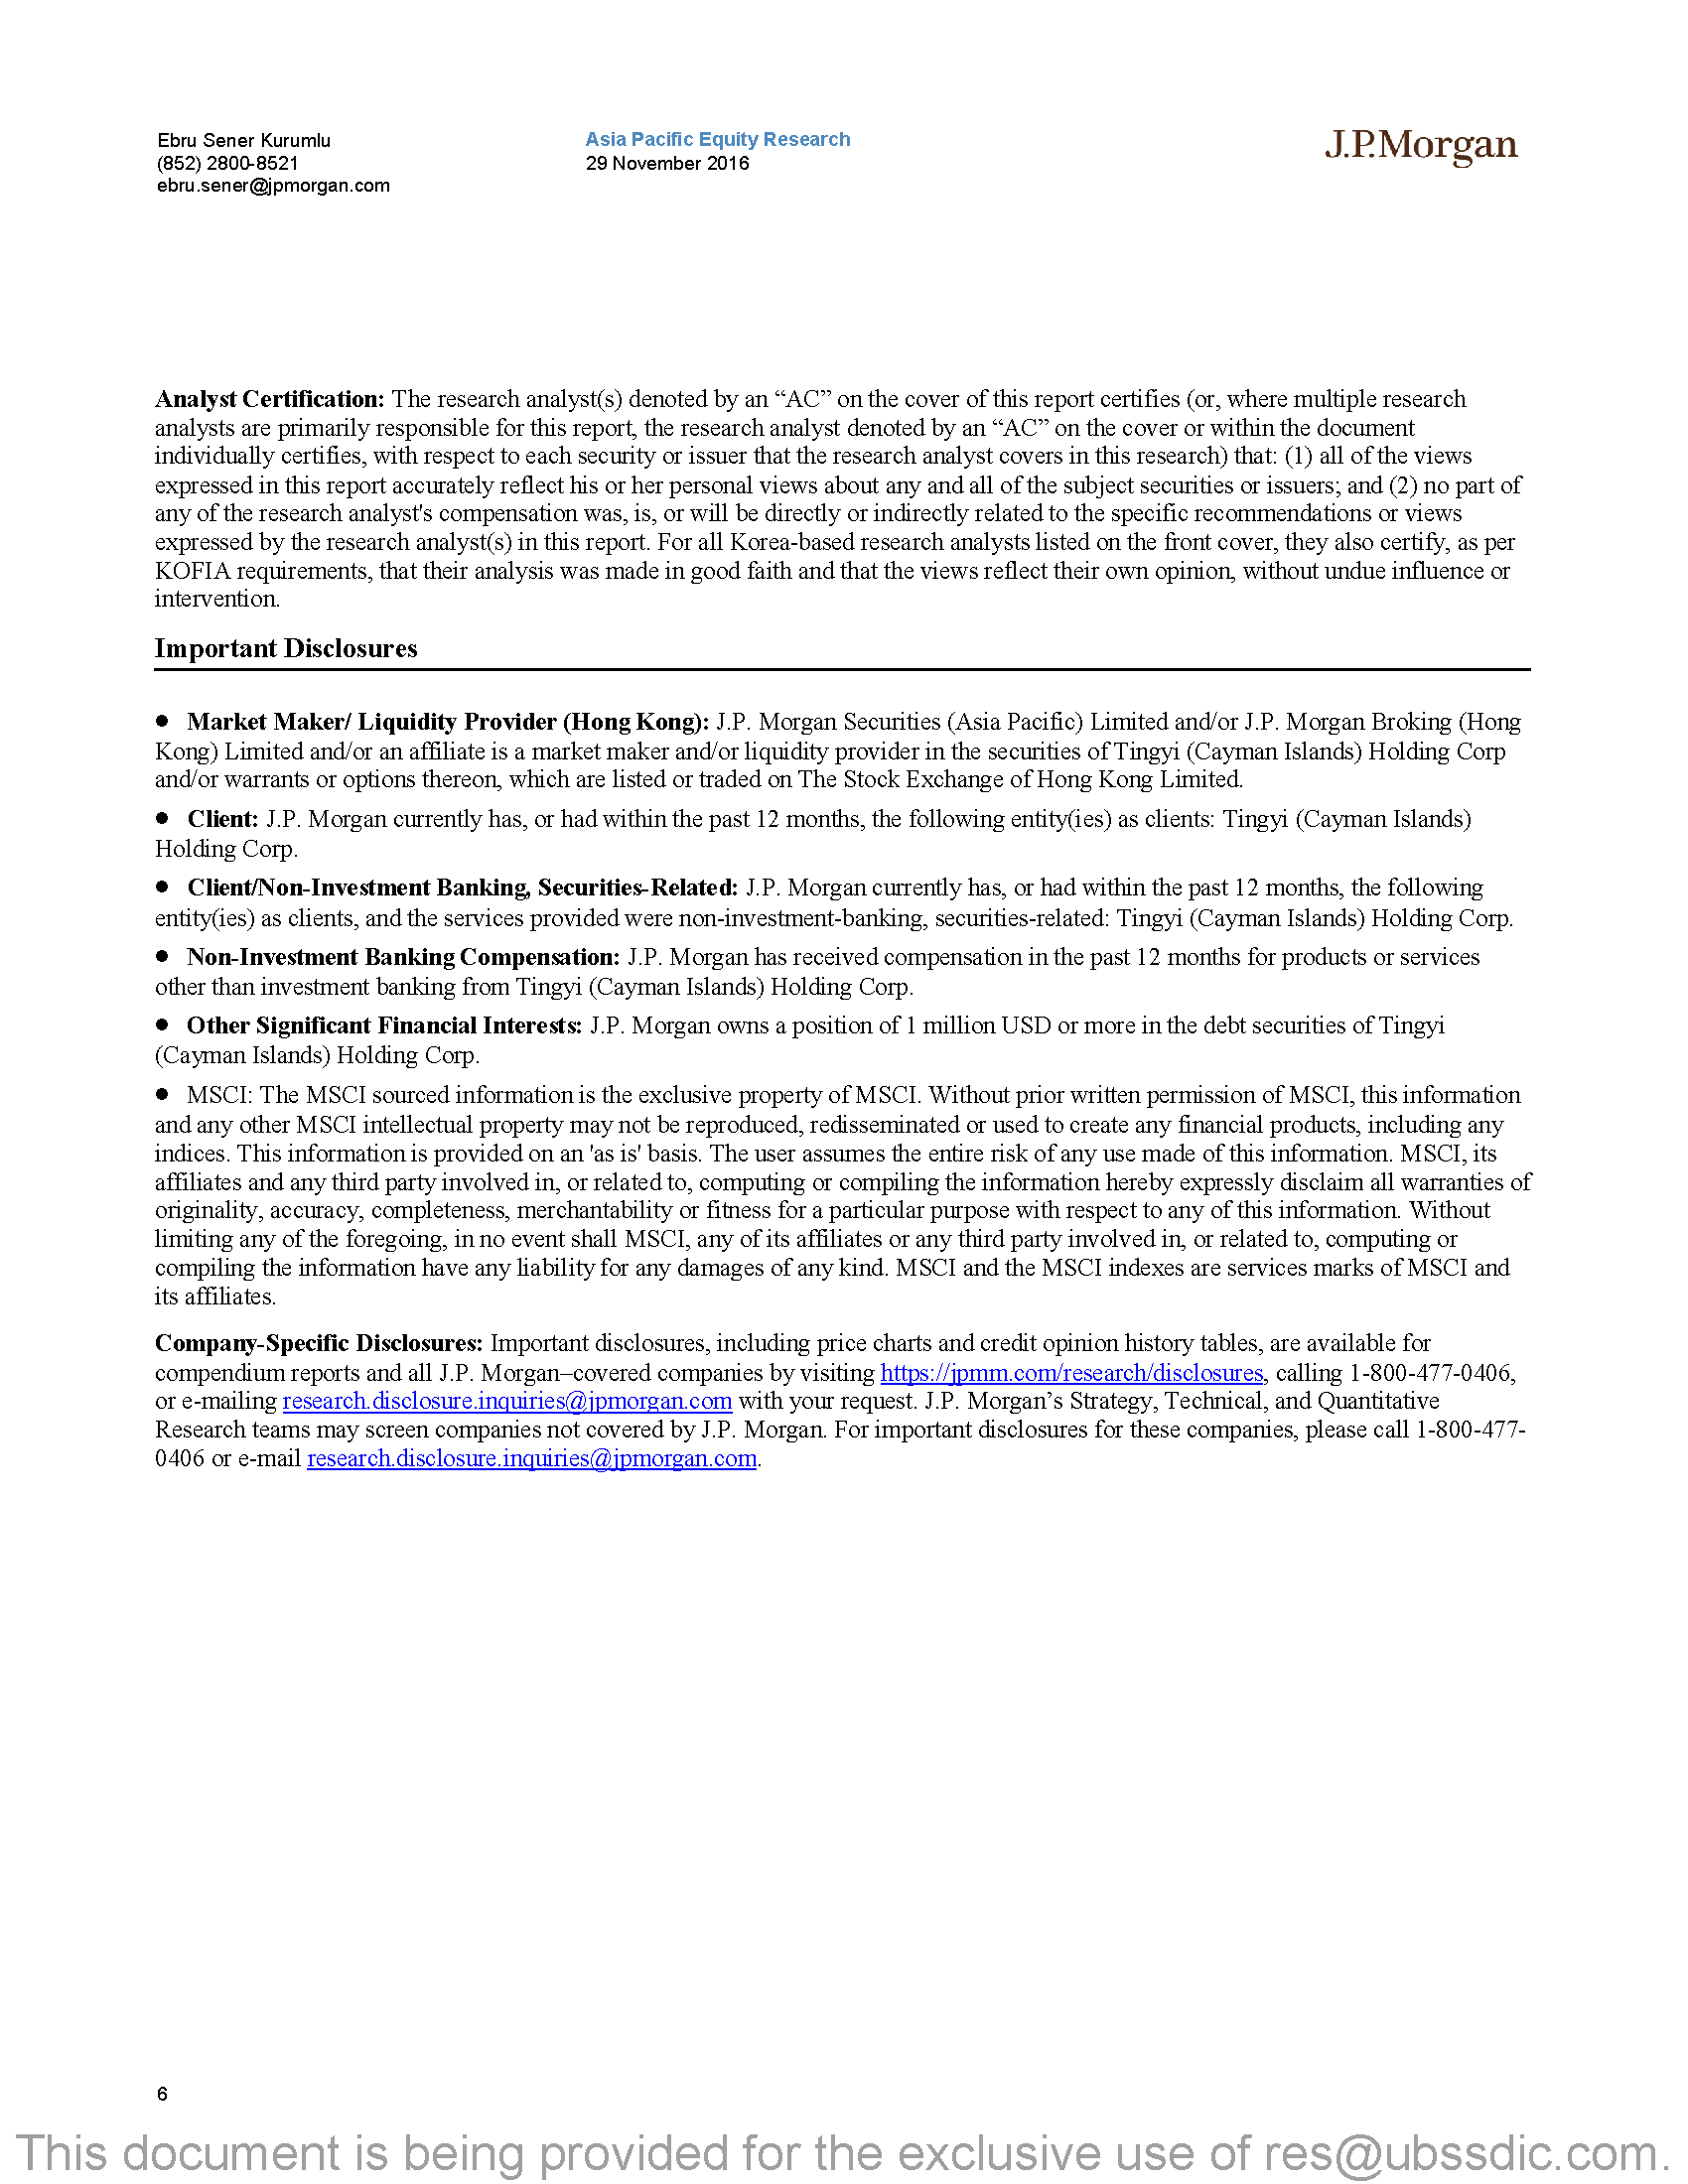 Ebru Sener Kurumlu
(852) 2800-8521
ebru.sener@jpmorgan.com
Asia Pacific Equity Research
29 November 2016
J.P.Morgan
Analyst Certification: The research analyst(s) denoted by an “AC” on the cover of this report certifies (or, where multiple research
analysts are primarily responsible for this report, the research analyst denoted by an “AC” on the cover or within the document
individually certifies, with respect to each security or issuer that the research analyst covers in this research) that: (1) all of the views
expressed in this report accurately reflect his or her personal views about any and all of the subject securities or issuers; and (2) no part of
any of the research analyst's compensation was, is, or will be directly or indirectly related to the specific recommendations or views
expressed by the research analyst(s) in this report. For all Korea-based research analysts listed on the front cover, they also certify, as per
KOFIA requirements, that their analysis was made in good faith and that the views reflect their own opinion, without undue influence or
intervention.
Important Disclosures
● Market Maker/ Liquidity Provider (Hong Kong): J.P. Morgan Securities (Asia Pacific) Limited and/or J.P. Morgan Broking (Hong
Kong) Limited and/or an affiliate is a market maker and/or liquidity provider in the securities of Tingyi (Cayman Islands) Holding Corp
and/or warrants or options thereon, which are listed or traded on The Stock Exchange of Hong Kong Limited.
● Client: J.P. Morgan currently has, or had within the past 12 months, the following entity(ies) as clients: Tingyi (Cayman Islands)
Holding Corp.
● Client/Non-Investment Banking, Securities-Related: J.P. Morgan currently has, or had within the past 12 months, the following
entity(ies) as clients, and the services provided were non-investment-banking, securities-related: Tingyi (Cayman Islands) Holding Corp.
● Non-Investment Banking Compensation: J.P. Morgan has received compensation in the past 12 months for products or services
other than investment banking from Tingyi (Cayman Islands) Holding Corp.
● Other Significant Financial Interests: J.P. Morgan owns a position of 1 million USD or more in the debt securities of Tingyi
(Cayman Islands) Holding Corp.
● MSCI: The MSCI sourced information is the exclusive property of MSCI. Without prior written permission of MSCI, this information
and any other MSCI intellectual property may not be reproduced, redisseminated or used to create any financial products, including any
indices. This information is provided on an 'as is' basis. The user assumes the entire risk of any use made of this information. MSCI, its
affiliates and any third party involved in, or related to, computing or compiling the information hereby expressly disclaim all warranties of
originality, accuracy, completeness, merchantability or fitness for a particular purpose with respect to any of this information. Without
limiting any of the foregoing, in no event shall MSCI, any of its affiliates or any third party involved in, or related to, computing or
compiling the information have any liability for any damages of any kind. MSCI and the MSCI indexes are services marks of MSCI and
its affiliates.
Company-Specific Disclosures: Important disclosures, including price charts and credit opinion history tables, are available for
compendium reports and all J.P. Morgan–covered companies by visiting https://jpmm.com/research/disclosures, calling 1-800-477-0406,
or e-mailing research.disclosure.inquiries@jpmorgan.com with your request. J.P. Morgan’s Strategy, Technical, and Quantitative
Research teams may screen companies not covered by J.P. Morgan. For important disclosures for these companies, please call 1-800-477-
0406 or e-mail research.disclosure.inquiries@jpmorgan.com.
6
This document is being provided for the exclusive use of res@ubssdic.com.